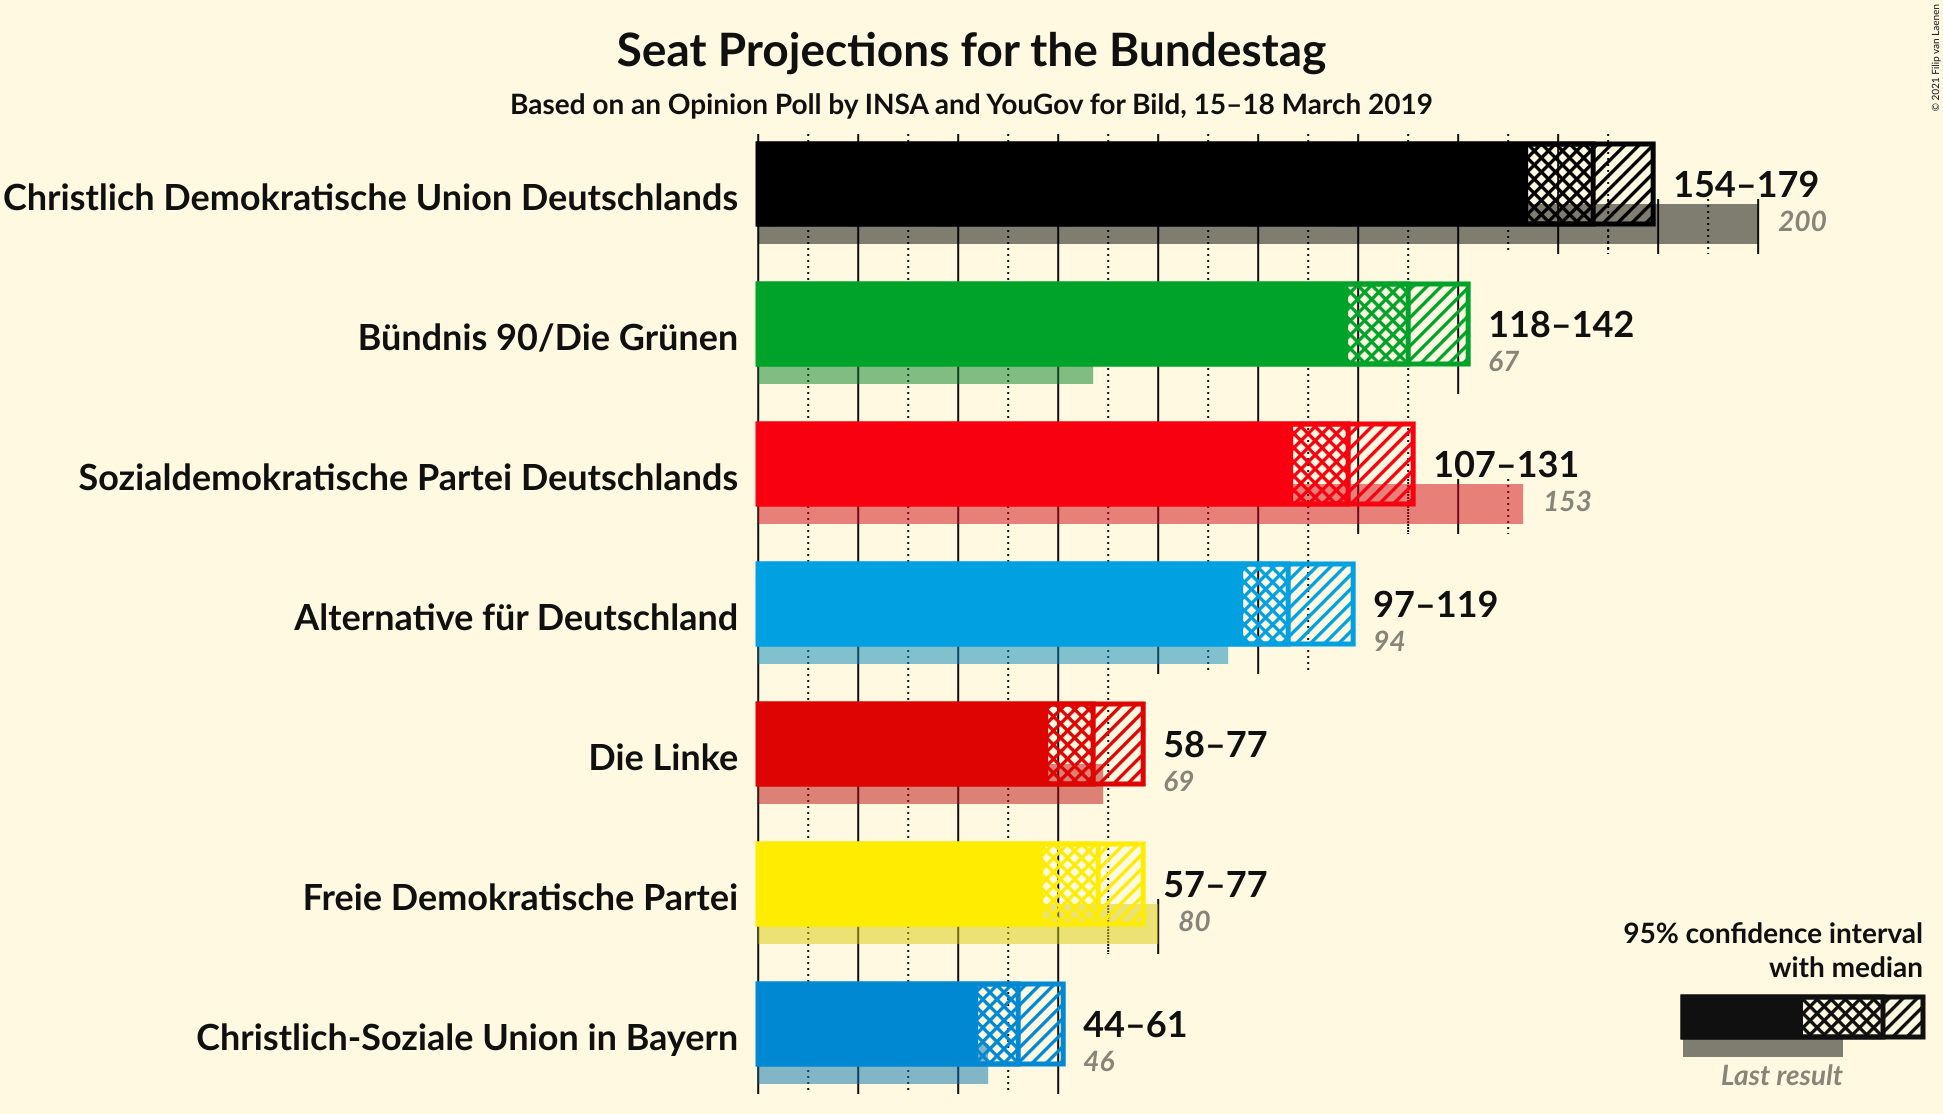 Seat Projections for the Bundestag
Based on an Opinion Poll by INSA and YouGov for Bild, 15–18 March 2019
© 2021 Filip van Laenen
Christlich Demokratische Union Deutschlands
154–179
200
Bündnis 90/Die Grünen
118–142
67
Sozialdemokratische Partei Deutschlands
107–131
153
Alternative für Deutschland
97–119
94
Die Linke
58–77
69
Freie Demokratische Partei
57–77
80
Christlich-Soziale Union in Bayern
44–61
46
95% confidence interval
with median
Last result